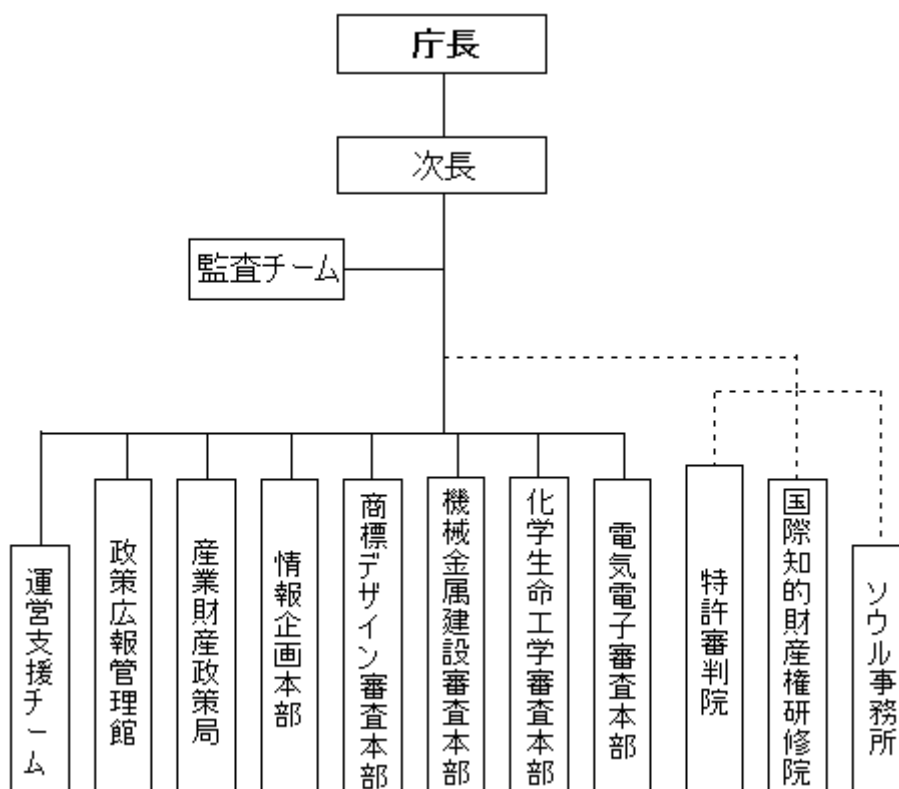 庁長
次長
監査チーム
運営支援チーム
政策広報管理館
産業財産政策局
情報企画本部
商標デザイン審査本部
機械金属建設審査本部
化学生命工学審査本部
電気電子審査本部
特許審判院
国際知的財産権研修院
ソウル事務所